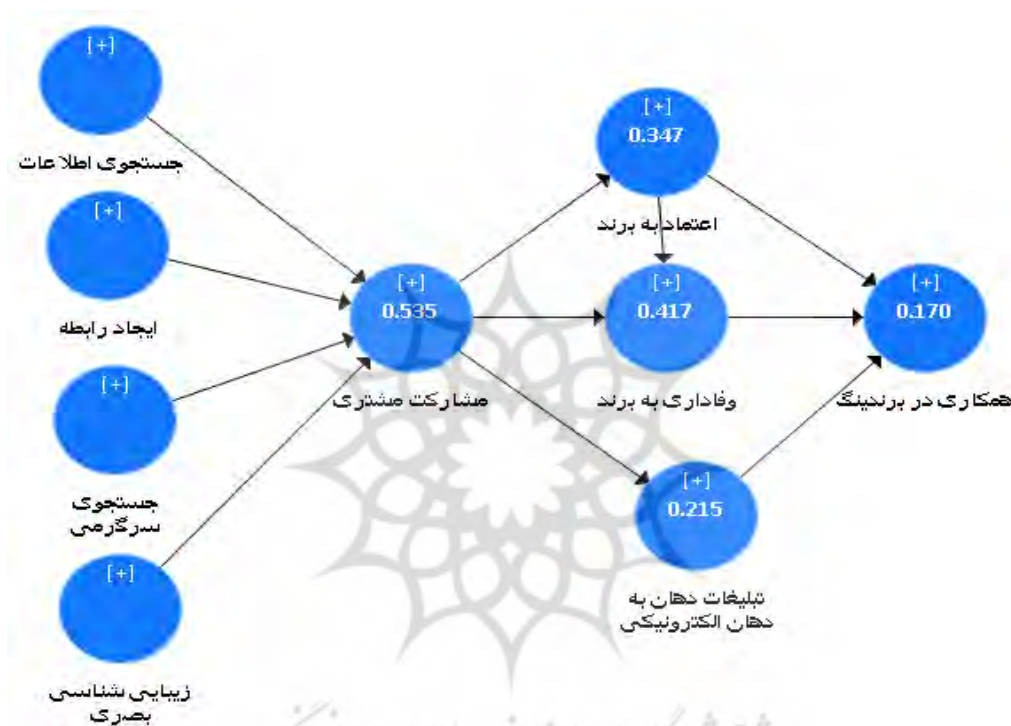 [+]
جستجوی اطلاعات
[+]
ایجاد رابطه
[+]
جستجوی
سرگرمی
[+]
زیبایی شناسی
بصری
[+]
0.535
مشارکت مشتری
[+]
0.347
اعتماد به برند
[+]
0.417
وفاداری به برند
[+]
0.215
تبلیغات دهان به
دهان الکترونیکی
[+]
0.170
همکاری در برندینگ